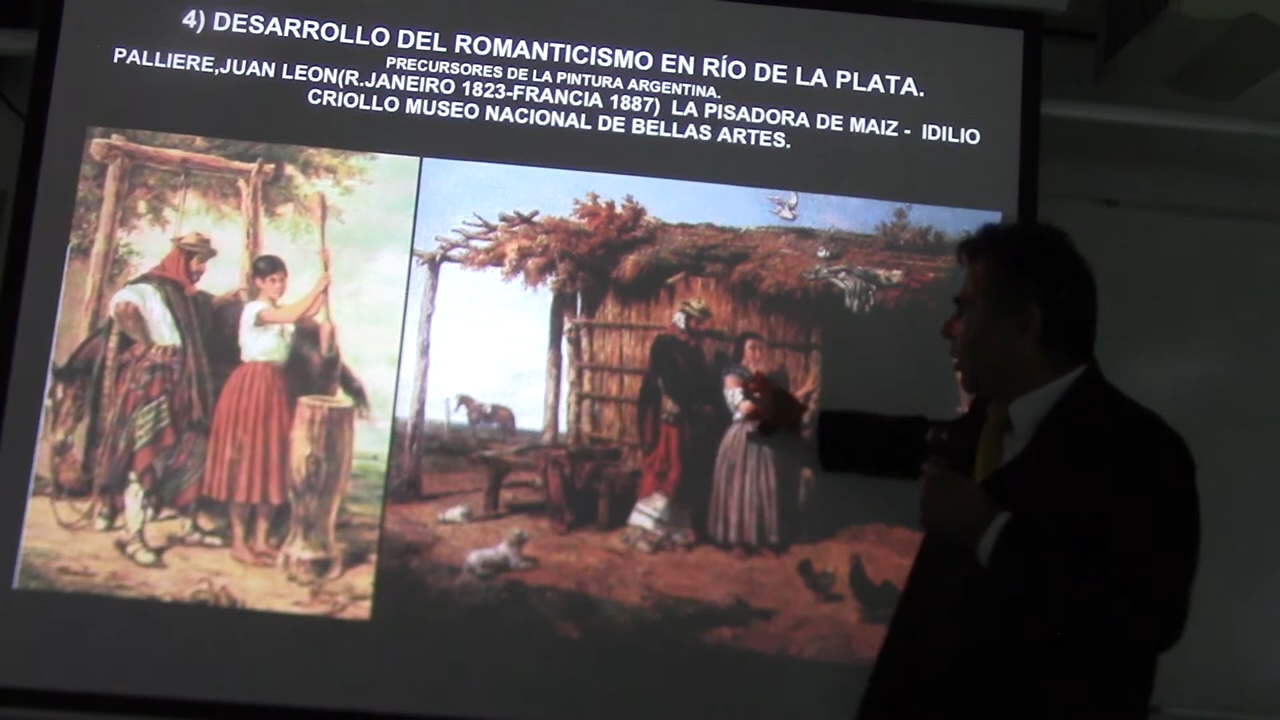 4) DESARROLLO DEL ROMANTICISMO EN RÍO DE LA PLATA.
PRECURSORES DE LA PINTURA ARGENTINA.
PALLIERE,JUAN LEON(R.JANEIRO 1823-FRANCIA 1887) LA PISADORA DE MAIZ - IDILIO
CRIOLLO MUSEO NACIONAL DE BELLAS ARTES.